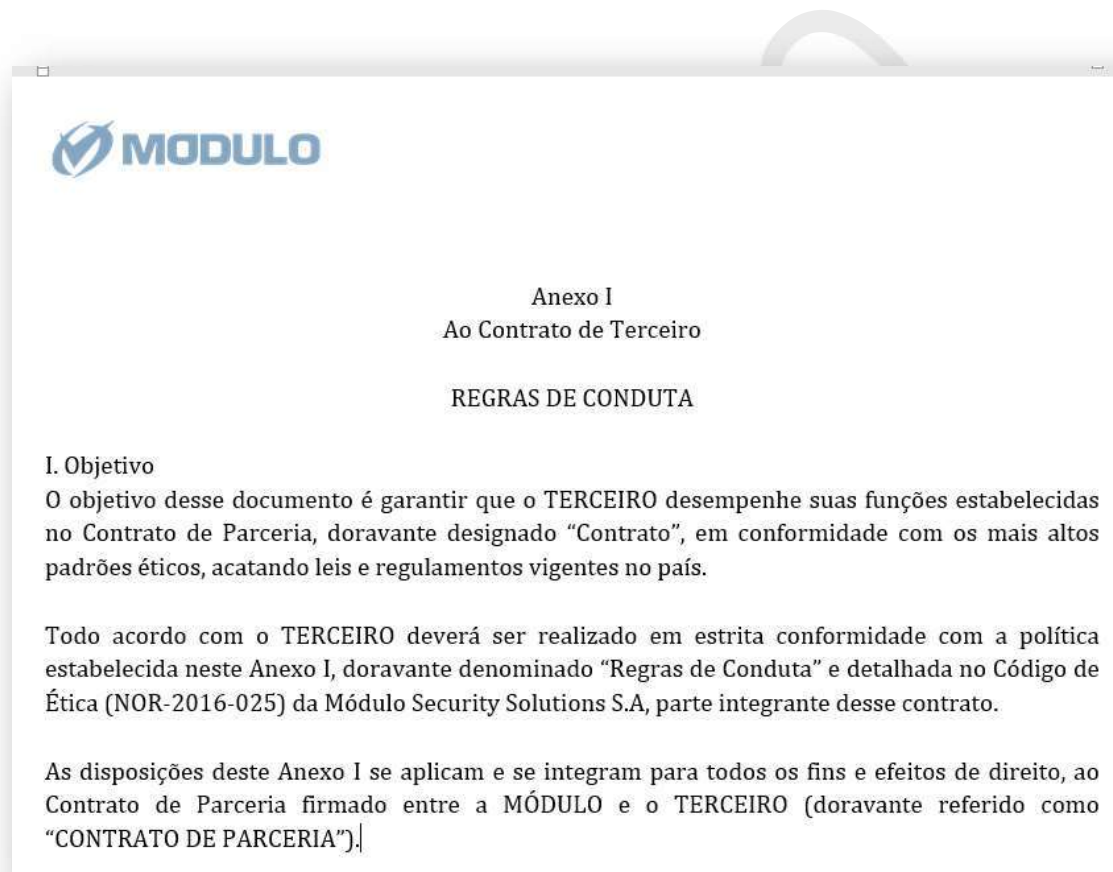 MODULO
Anexo I
Ao Contrato de Terceiro
REGRAS DE CONDUTA
I. Objetivo
O objetivo desse documento é garantir que o TERCEIRO desempenhe suas funções estabelecidas
no Contrato de Parceria, doravante designado “Contrato”, em conformidade com os mais altos
padrões éticos, acatando leis e regulamentos vigentes no país.
Todo acordo com o TERCEIRO deverá ser realizado em estrita conformidade com a política
estabelecida neste Anexo I, doravante denominado “Regras de Conduta” e detalhada no Código de
Ética (NOR-2016-025) da Módulo Security Solutions S.A, parte integrante desse contrato.
As disposições deste Anexo I se aplicam e se integram para todos os fins e efeitos de direito, ao
Contrato de Parceria firmado entre a MÓDULO e o TERCEIRO (doravante referido como
“CONTRATO DE PARCERIA”).